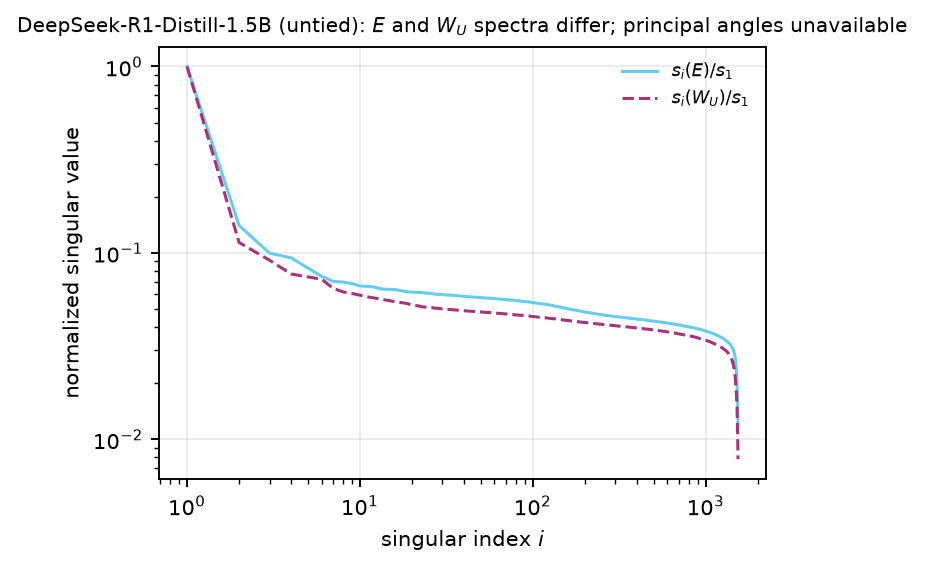 DeepSeek-R1-Distill-1.5B (untied): E and W_U spectra differ; principal angles unavailable
s_i(E)/s_1
s_i(W_U)/s_1
normalized singular value
10^0
10^-1
10^-2
10^0 10^1 10^2 10^3
singular index i